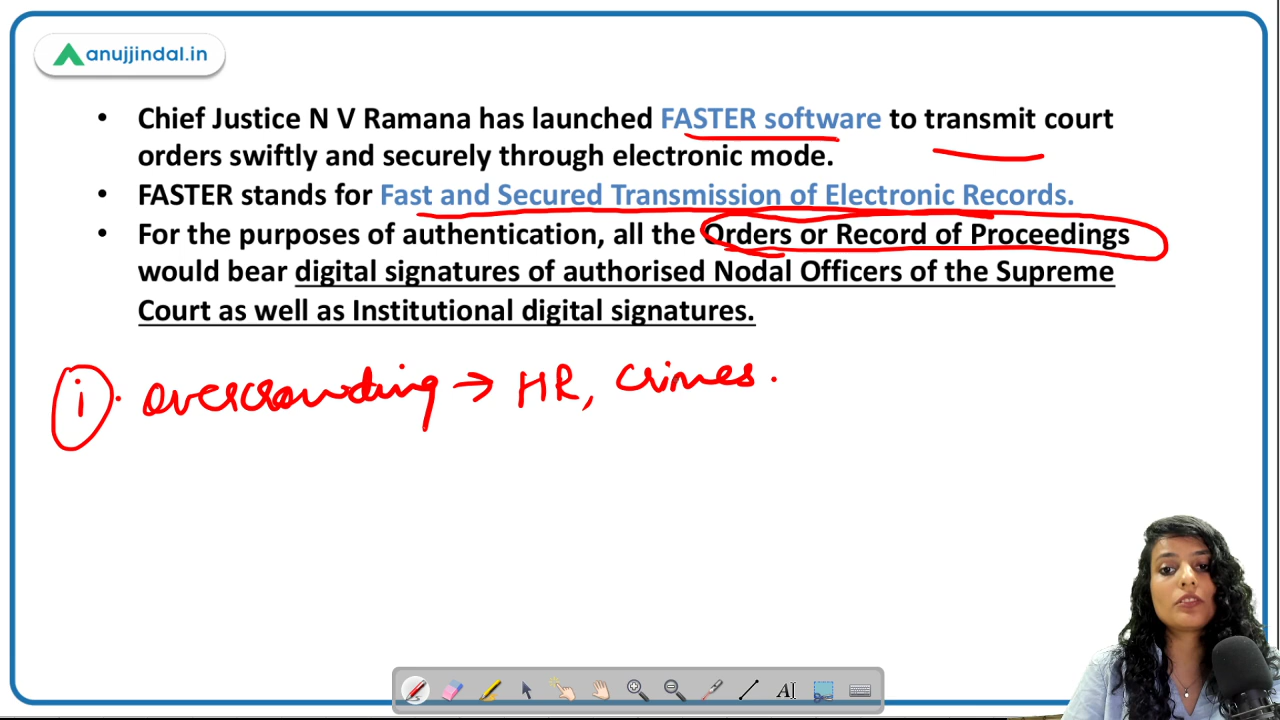 anujjindal.in
• Chief Justice N V Ramana has launched FASTER software to transmit court
orders swiftly and securely through electronic mode.
• FASTER stands for Fast and Secured Transmission of Electronic Records.
• For the purposes of authentication, all the Orders or Record of Proceedings
would bear digital signatures of authorised Nodal Officers of the Supreme
Court as well as Institutional digital signatures.
i. overcrowding → HR, crimes.
AI